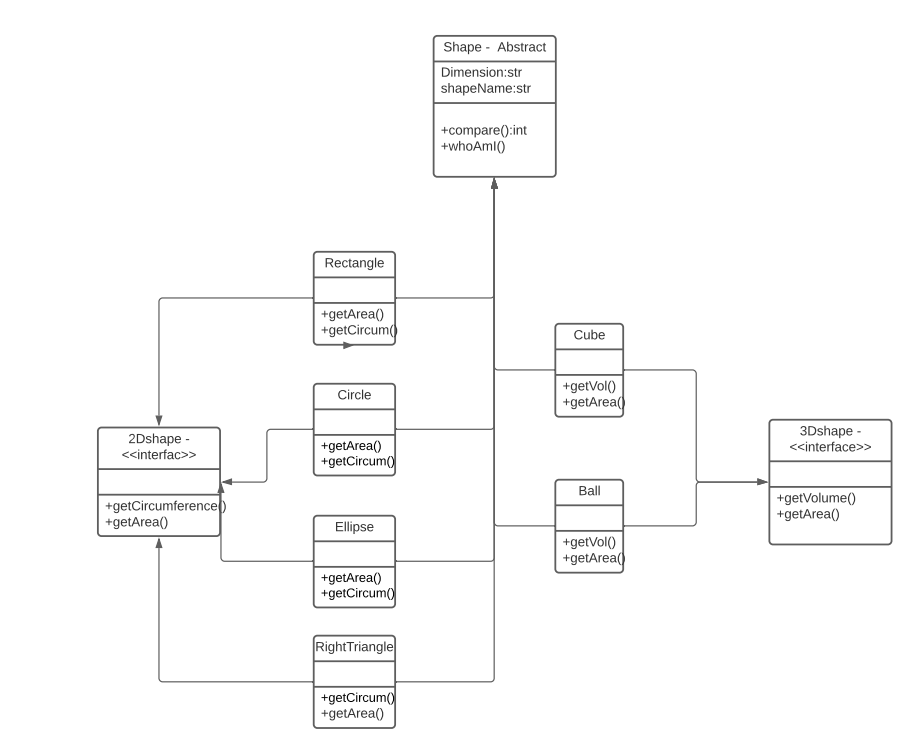 Shape -  Abstract
Dimension:str
shapeName:str
+compare():int
+whoAmI()
Rectangle
+getArea()
+getCircum()
Cube
+getVol()
+getArea()
Circle
+getArea()
+getCircum()
2Dshape -
<<interfac>>
+getCircumference()
+getArea()
3Dshape -
<<interface>>
+getVolume()
+getArea()
Ball
+getVol()
+getArea()
Ellipse
+getArea()
+getCircum()
RightTriangle
+getCircum()
+getArea()